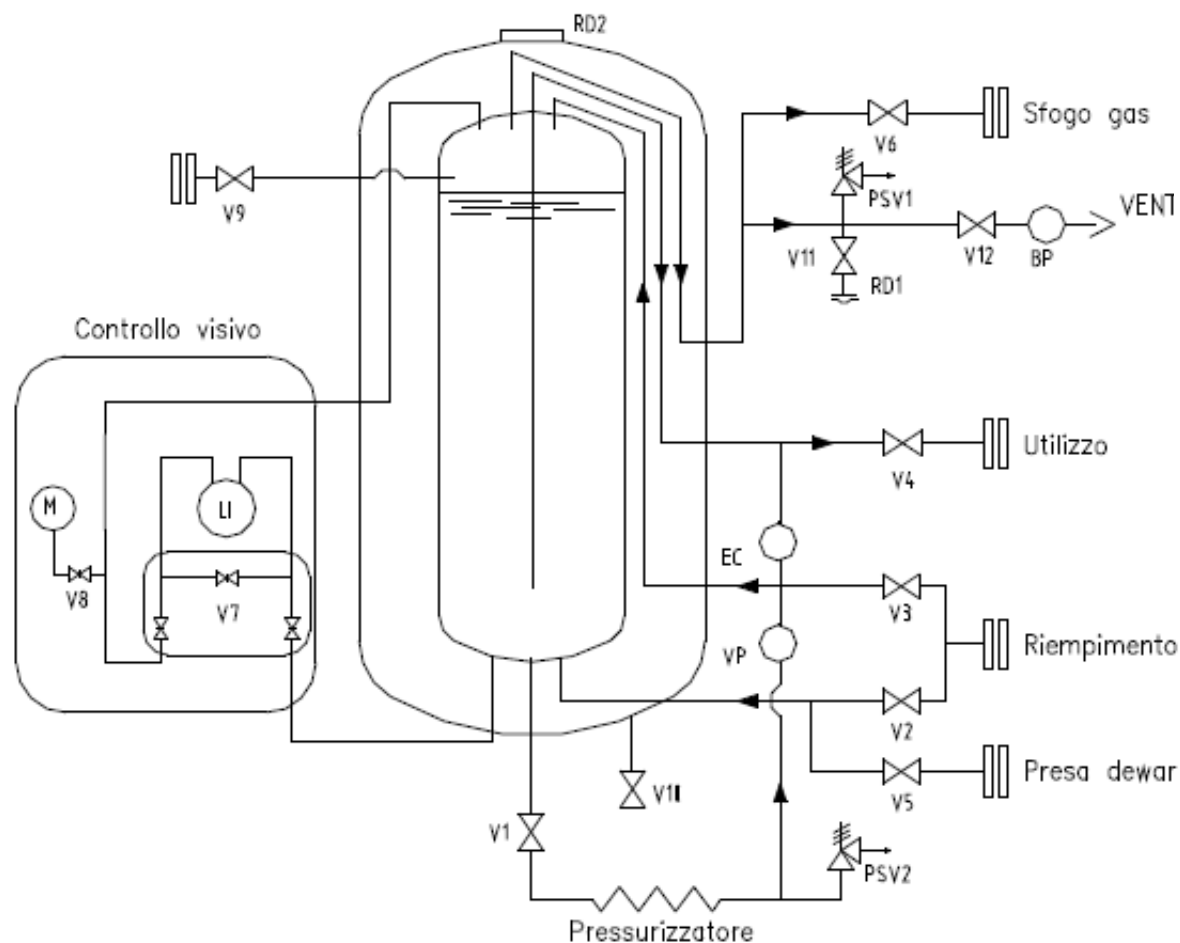 RD2
Sfogo gas
V6
PSV1
VENT
V9
V11
V12
BP
RD1
Controllo visivo
Utilizzo
V4
M
LI
EC
V8
V7
V3
VP
Riempimento
V2
Presa dewar
V5
V1
PSV2
Pressurizzatore